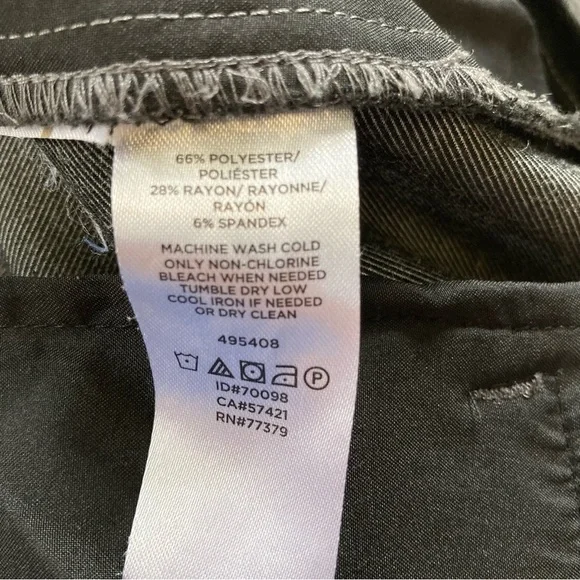 66% POLYESTER/
POLIÉSTER
28% RAYON/ RAYONNE/
RAYÓN
6% SPANDEX
MACHINE WASH COLD
ONLY NON-CHLORINE
BLEACH WHEN NEEDED
TUMBLE DRY LOW
COOL IRON IF NEEDED
OR DRY CLEAN
495408
P
ID#70098
CA#57421
RN#77379